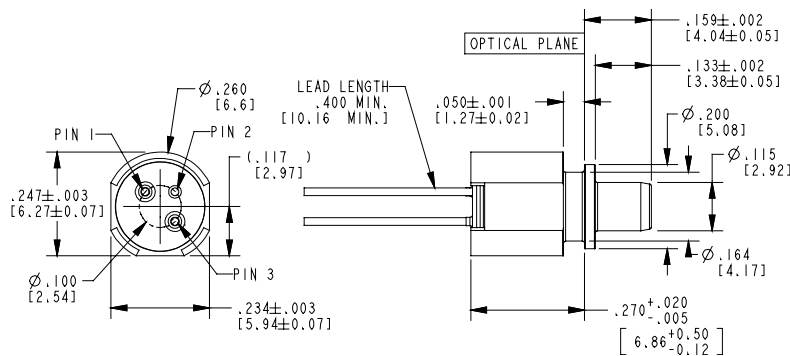 .159±.002
[4.04±0.05]
OPTICAL PLANE
.133±.002
[3.38±0.05]
LEAD LENGTH
.400 MIN.
[10.16 MIN.]
.050±.001
[1.27±0.02]
Ø.260
[6.6]
Ø.200
[5.08]
PIN 1
PIN 2
(.117 )
[2.97]
Ø.115
[2.92]
.247±.003
[6.27±0.07]
Ø.164
[4.17]
Ø.100
[2.54]
PIN 3
.234±.003
[5.94±0.07]
.270+.020
-.005
[6.86+0.50
-0.12]